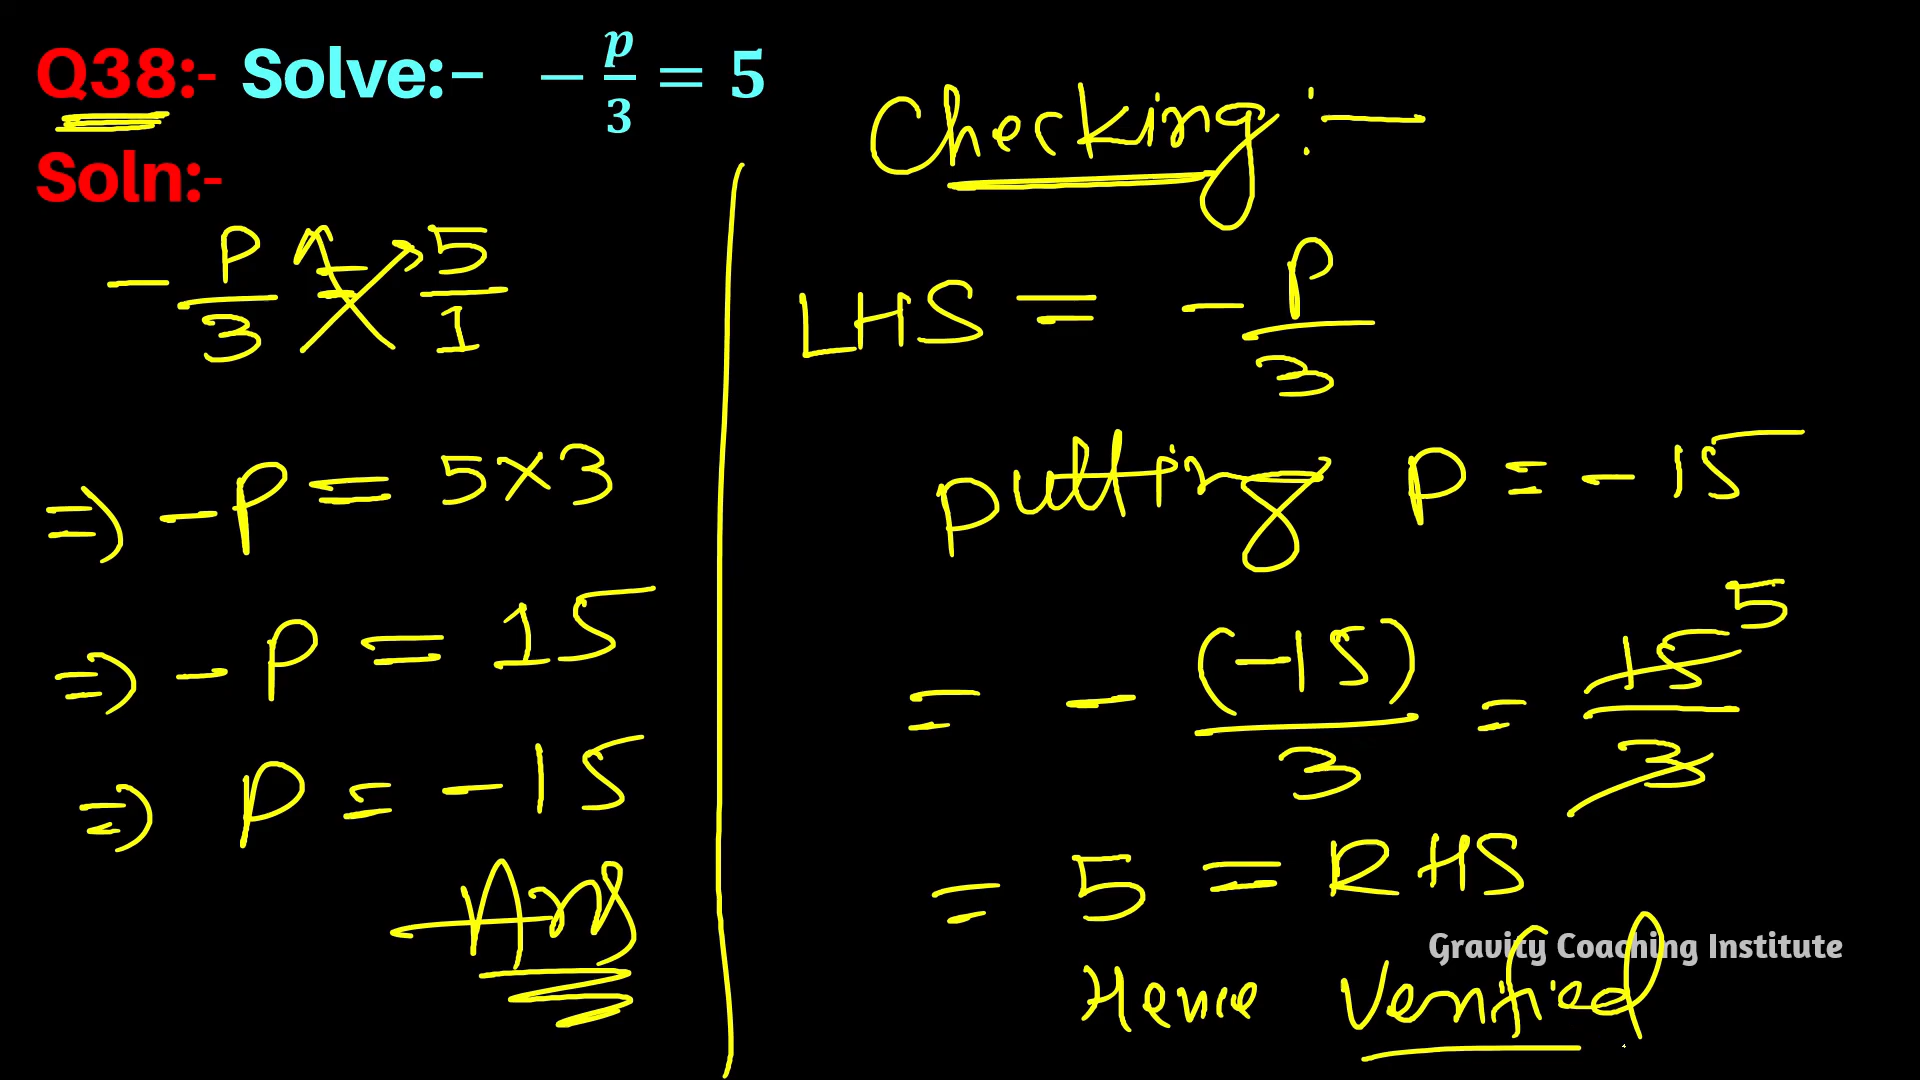 Q38:- Solve:- -p/3 = 5
Soln:-
- P/3 = 5/1
=> - P = 5×3
=> - P = 15
=> P = - 15
Ans
Checking :-
LHS = - P/3
putting P = - 15
= - (-15)/3 = 15/3 5
= 5 = RHS
Gravity Coaching Institute
Hence Verified